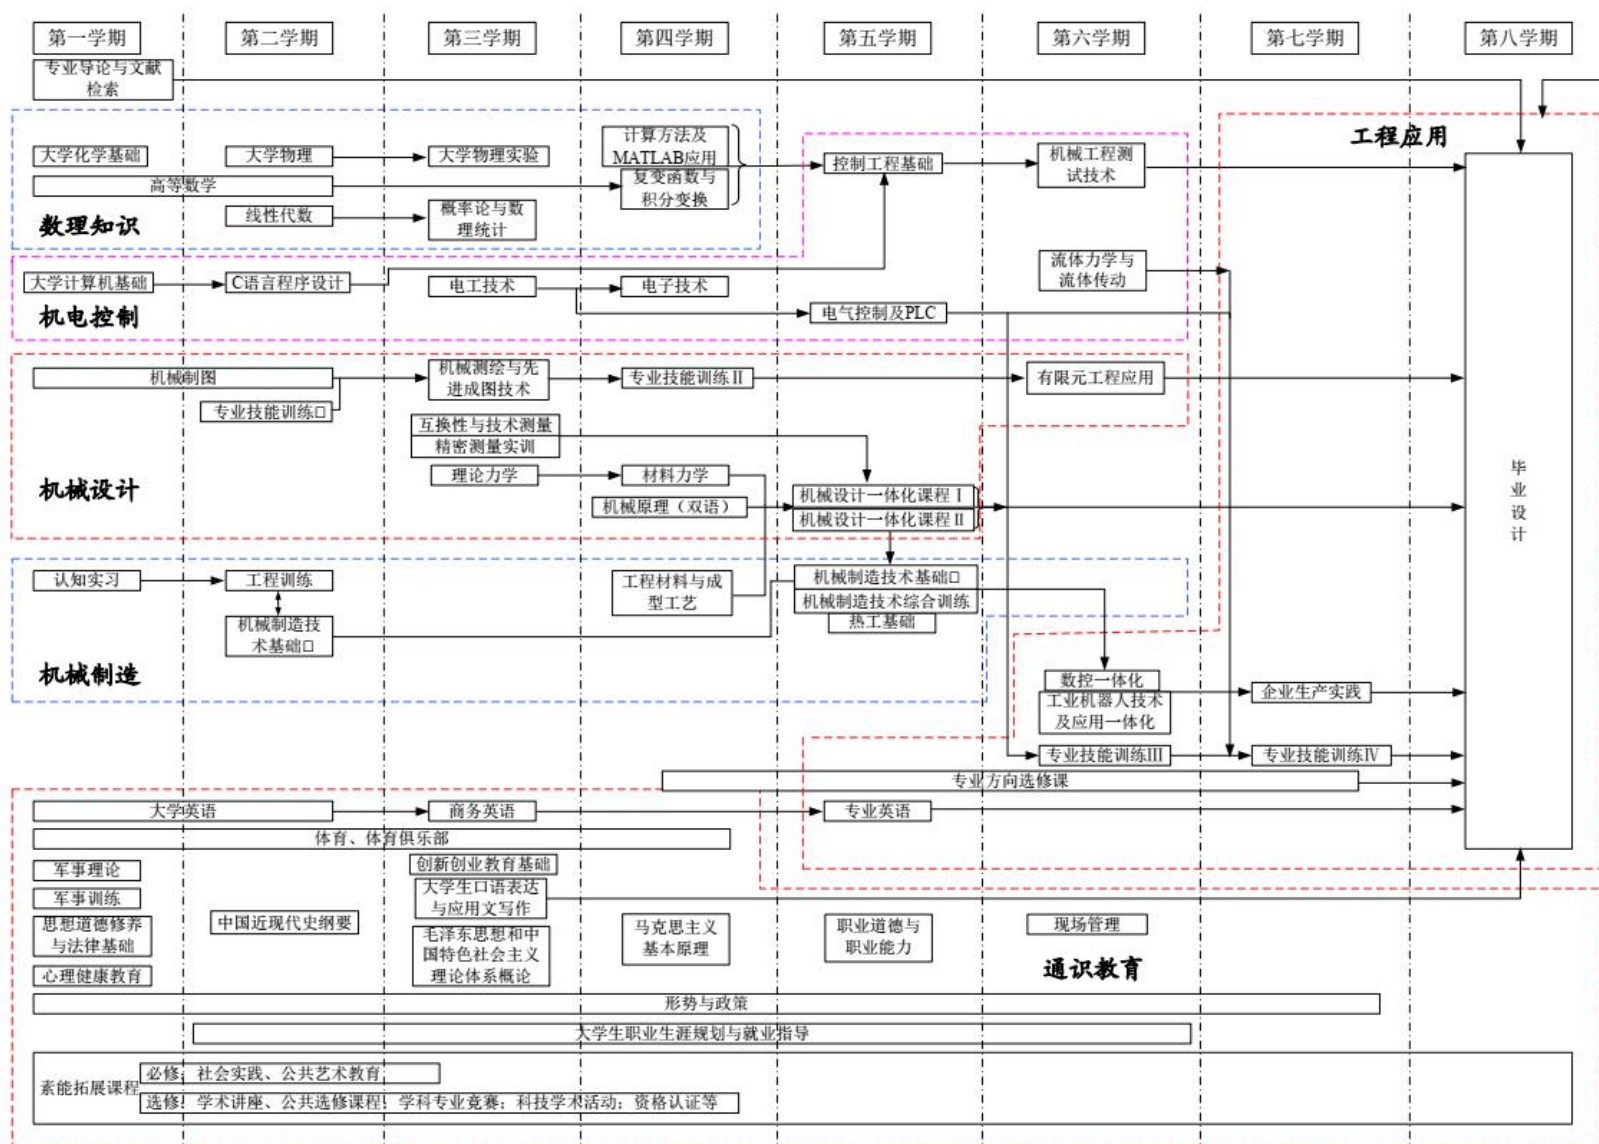 第一学期
第二学期
第三学期
第四学期
第五学期
第六学期
第七学期
第八学期
专业导论与文献
检索
工程应用
大学化学基础
大学物理
大学物理实验
计算方法及
MATLAB应用
控制工程基础
机械工程测
试技术
高等数学
复变函数与
积分变换
线性代数
概率论与数
理统计
数理知识
大学计算机基础
C语言程序设计
电工技术
电子技术
流体力学与
流体传动
电气控制及PLC
机电控制
机械制图
机械测绘与先
进成图技术
专业技能训练Ⅱ
有限元工程应用
专业技能训练□
互换性与技术测量
精密测量实训
理论力学
材料力学
机械原理（双语）
机械设计一体化课程Ⅰ
机械设计一体化课程Ⅱ
机械设计
毕
业
设
计
认知实习
工程训练
工程材料与成
型工艺
机械制造技术基础□
机械制造技术综合训练
热工基础
机械制造技
术基础□
机械制造
数控一体化
工业机器人技术
及应用一体化
企业生产实践
专业技能训练Ⅲ
专业技能训练Ⅳ
专业方向选修课
大学英语
商务英语
专业英语
体育、体育俱乐部
军事理论
军事训练
思想道德修养
与法律基础
心理健康教育
中国近现代史纲要
创新创业教育基础
大学生口语表达
与应用文写作
毛泽东思想和中
国特色社会主义
理论体系概论
马克思主义
基本原理
职业道德与
职业能力
现场管理
通识教育
形势与政策
大学生职业生涯规划与就业指导
素能拓展课程
必修：社会实践、公共艺术教育
选修：学术讲座、公共选修课程；学科专业竞赛；科技学术活动；资格认证等